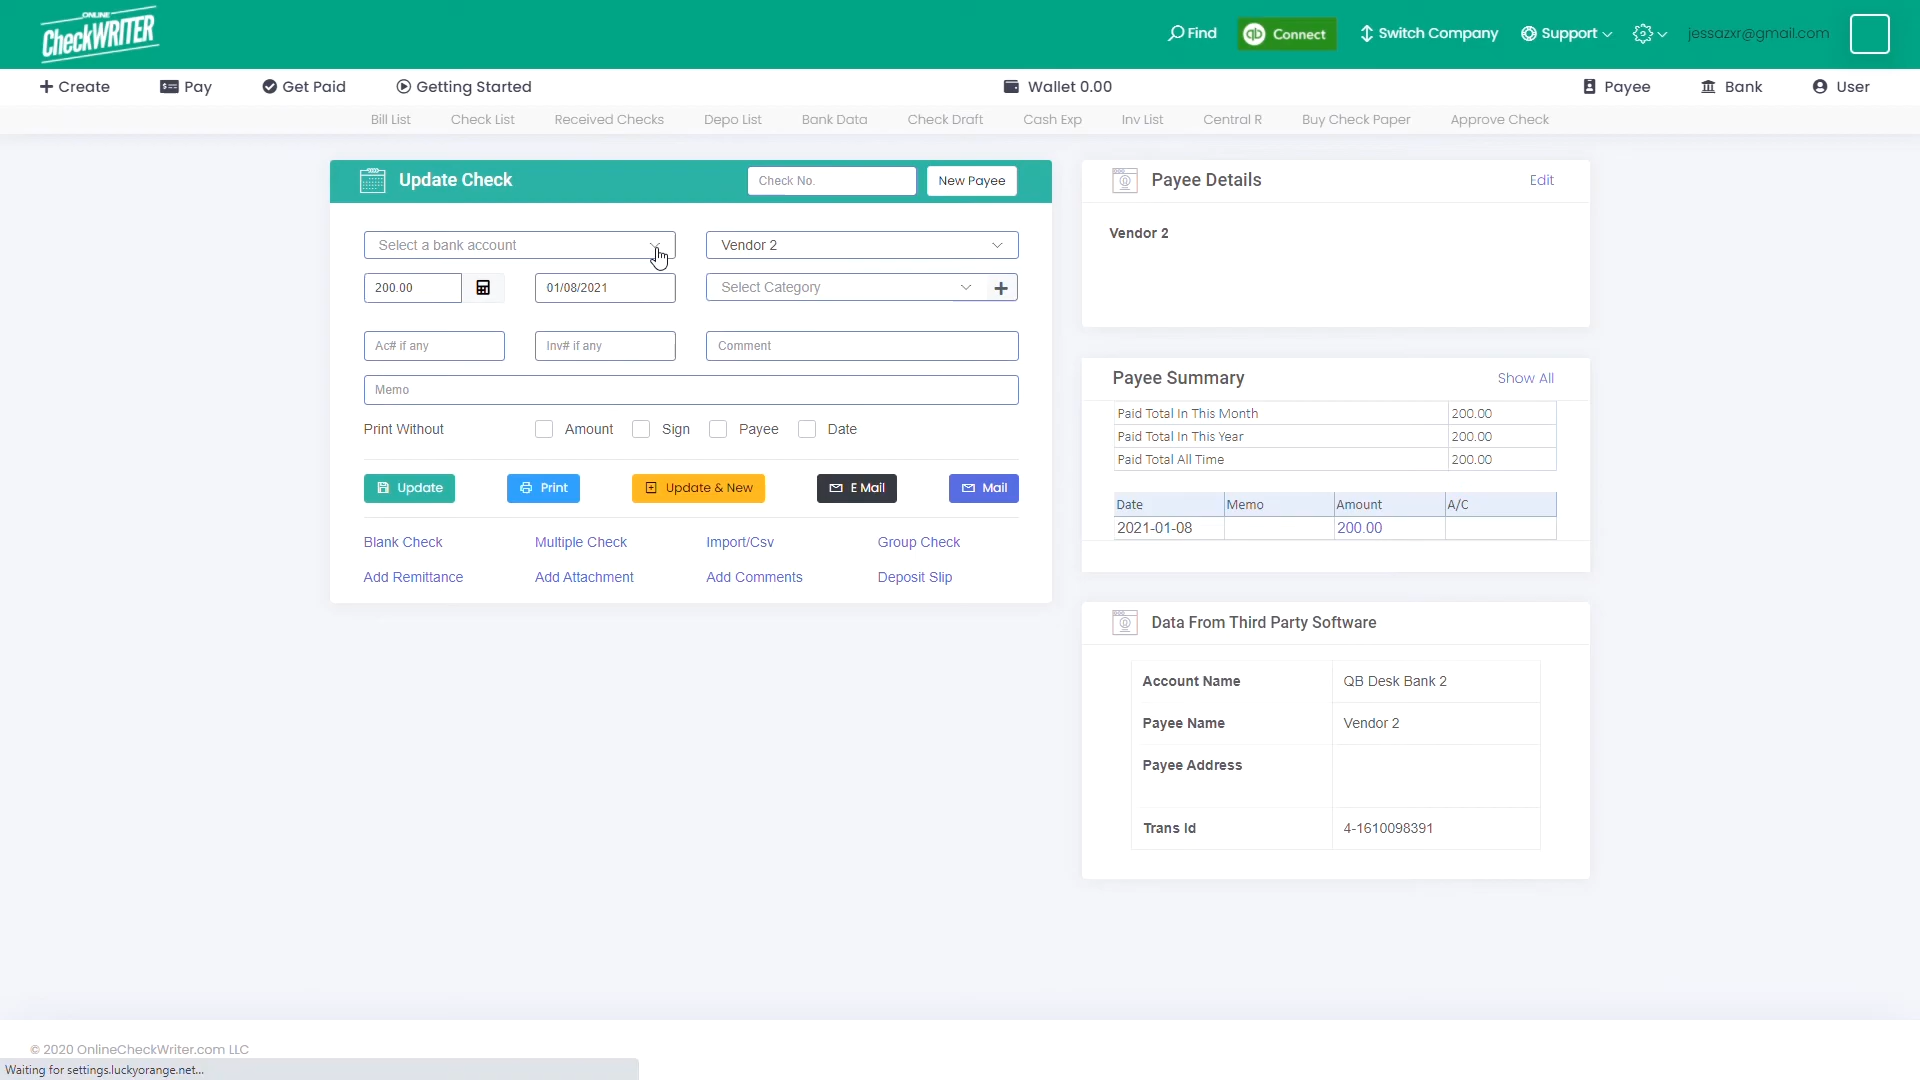 ONLINE
CheckWRITER
Find
qb Connect
Switch Company
Support
jessazxr@gmail.com
Create
Pay
Get Paid
Getting Started
Wallet 0.00
Payee
Bank
User
Bill List
Check List
Received Checks
Depo List
Bank Data
Check Draft
Cash Exp
Inv List
Central R
Buy Check Paper
Approve Check
Update Check
Check No.
New Payee
Select a bank account
Vendor 2
200.00
01/08/2021
Select Category
Ac# if any
Inv# if any
Comment
Memo
Print Without
Amount
Sign
Payee
Date
Update
Print
Update & New
E Mail
Mail
Blank Check
Multiple Check
Import/Csv
Group Check
Add Remittance
Add Attachment
Add Comments
Deposit Slip
Payee Details
Edit
Vendor 2
Payee Summary
Show All
Paid Total In This Month 200.00
Paid Total In This Year 200.00
Paid Total All Time 200.00
Date Memo Amount A/C
2021-01-08 200.00
Data From Third Party Software
Account Name QB Desk Bank 2
Payee Name Vendor 2
Payee Address
Trans Id 4-1610098391
© 2020 OnlineCheckWriter.com LLC
Waiting for settings.luckyorange.net...